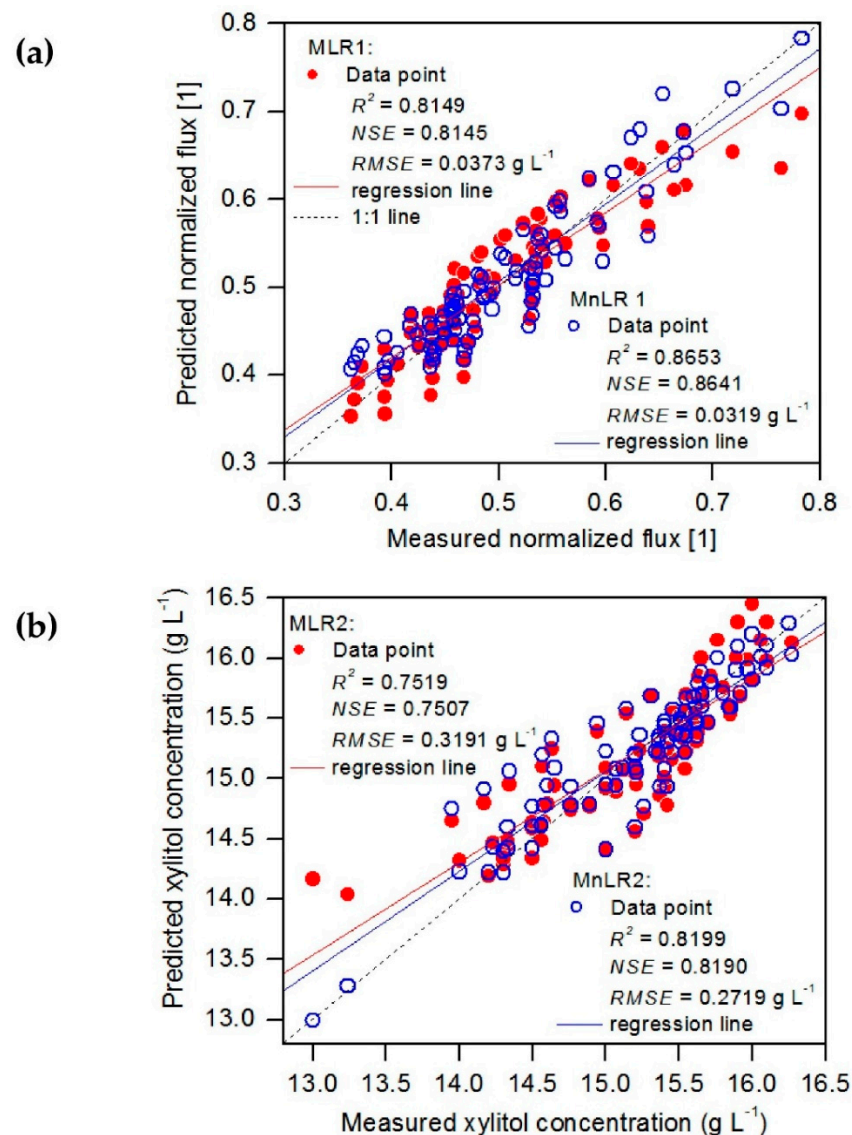 (a)
Predicted normalized flux [1]
0.8
0.7
0.6
0.5
0.4
0.3
MLR1:
Data point
R² = 0.8149
NSE = 0.8145
RMSE = 0.0373 g L⁻¹
regression line
1:1 line
MnLR 1
Data point
R² = 0.8653
NSE = 0.8641
RMSE = 0.0319 g L⁻¹
regression line
0.3 0.4 0.5 0.6 0.7 0.8
Measured normalized flux [1]
(b)
Predicted xylitol concentration (g L⁻¹)
16.5
16.0
15.5
15.0
14.5
14.0
13.5
13.0
MLR2:
Data point
R² = 0.7519
NSE = 0.7507
RMSE = 0.3191 g L⁻¹
regression line
MnLR2:
Data point
R² = 0.8199
NSE = 0.8190
RMSE = 0.2719 g L⁻¹
regression line
13.0 13.5 14.0 14.5 15.0 15.5 16.0 16.5
Measured xylitol concentration (g L⁻¹)